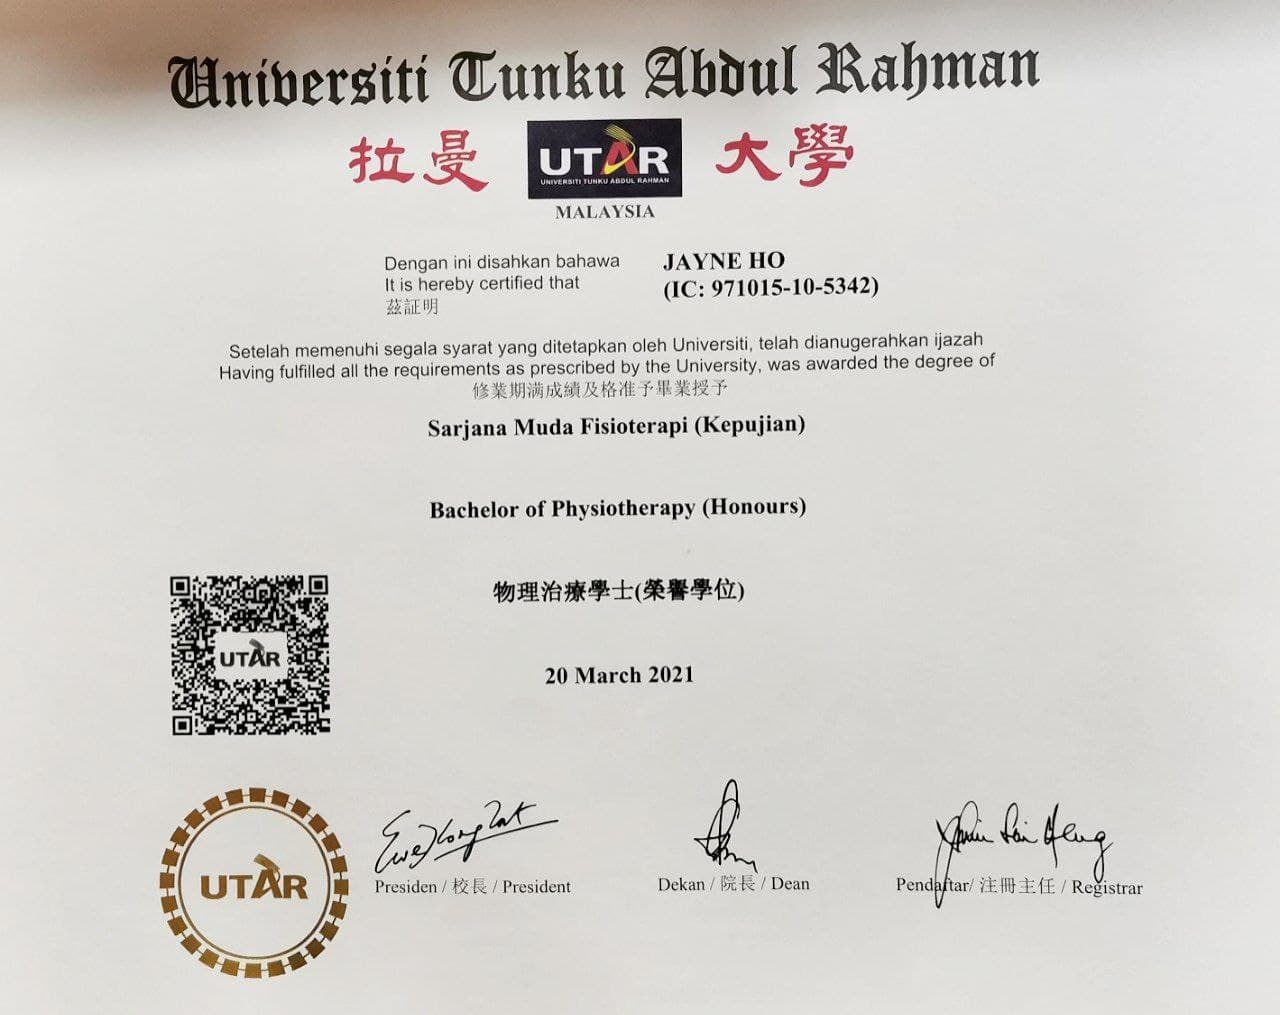 Universiti Tunku Abdul Rahman
拉曼 UTAR 大學
UNIVERSITI TUNKU ABDUL RAHMAN
MALAYSIA
Dengan ini disahkan bahawa JAYNE HO
It is hereby certified that (IC: 971015-10-5342)
茲証明
Setelah memenuhi segala syarat yang ditetapkan oleh Universiti, telah dianugerahkan ijazah
Having fulfilled all the requirements as prescribed by the University, was awarded the degree of
修業期满成績及格准予畢業授予
Sarjana Muda Fisioterapi (Kepujian)
Bachelor of Physiotherapy (Honours)
物理治療學士(榮譽學位)
UTAR
20 March 2021
UTAR
Presiden / 校長 / President
Dekan / 院長 / Dean
Pendaftar/ 注冊主任 / Registrar